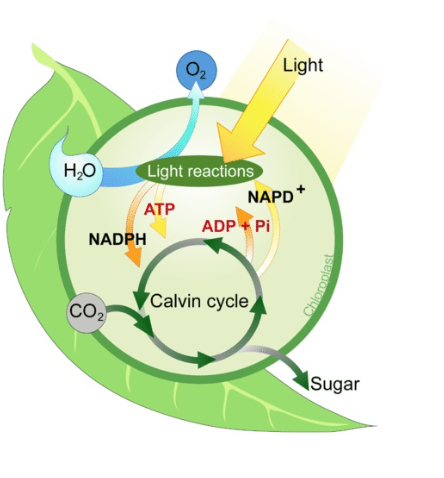 O₂
Light
H₂O
Light reactions
NAPD⁺
ATP
ADP + Pi
NADPH
Chloroplast
Calvin cycle
CO₂
Sugar